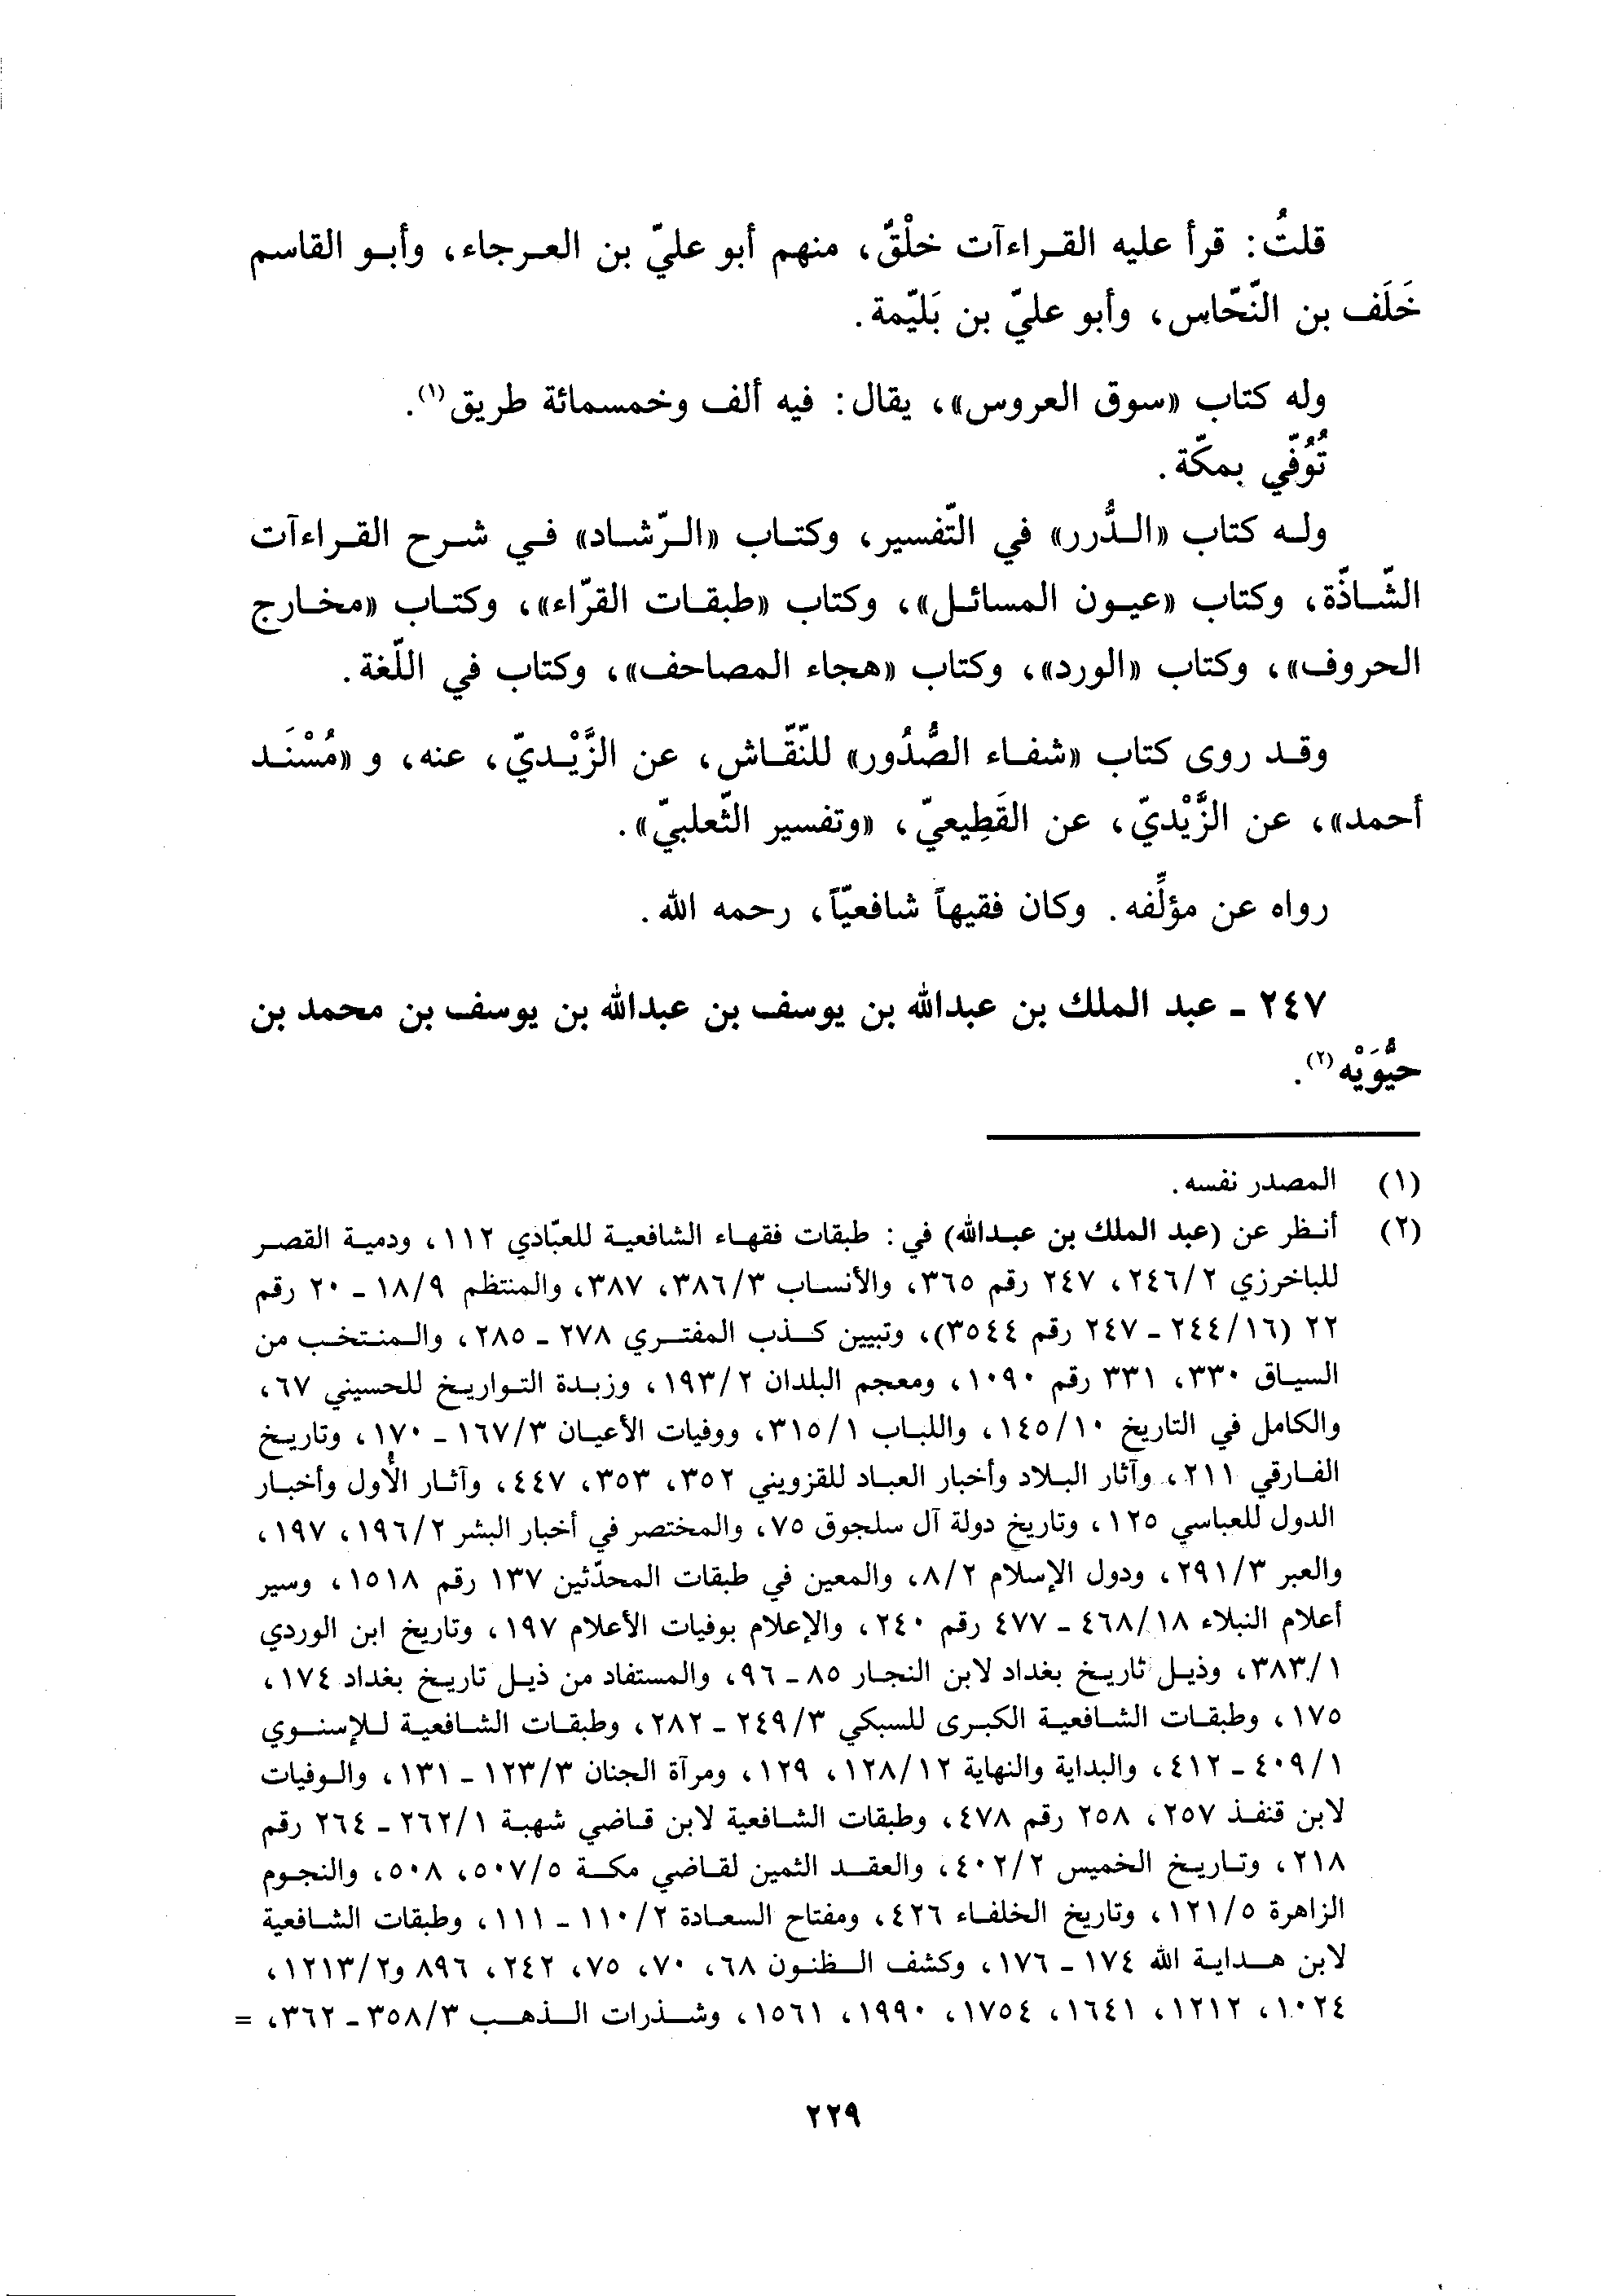 قلتُ: قرأ عليه القراءآت خلْقٌ، منهم أبو عليّ بن العرجاء، وأبو القاسم
خَلَف بن النّحّاس، وأبو عليّ بن بَليّمة.
وله كتاب «سوق العروس»، يقال: فيه ألف وخمسمائة طريق(١).
تُوُفّي بمكّة.
وله كتاب «الدُّرر» في التّفسير، وكتاب «الرّشاد» في شرح القراءآت
الشّاذّة، وكتاب «عيون المسائل»، وكتاب «طبقات القرّاء»، وكتاب «مخارج
الحروف»، وكتاب «الورد»، وكتاب «هجاء المصاحف»، وكتاب في اللّغة.
وقد روى كتاب «شفاء الصُّدُور» للنّقّاش، عن الزَّيْديّ، عنه، و «مُسْنَد
أحمد»، عن الزَّيْديّ، عن القَطِيعيّ، «وتفسير الثّعلبيّ».
رواه عن مؤلِّفه. وكان فقيهاً شافعيّاً، رحمه الله.
٢٤٧ - عبد الملك بن عبدالله بن يوسف بن عبدالله بن يوسف بن محمد بن
حيُّوَيْه(٢).
(١) المصدر نفسه.
(٢) أنظر عن (عبد الملك بن عبدالله) في: طبقات فقهاء الشافعية للعبّادي ١١٢، ودمية القصر
للباخرزي ٢٤٦/٢، ٢٤٧ رقم ٣٦٥، والأنساب ٣٨٦/٣، ٣٨٧، والمنتظم ١٨/٩ - ٢٠ رقم
٢٢ (٢٤٤/١٦ - ٢٤٧ رقم ٣٥٤٤)، وتبيين كذب المفتري ٢٧٨ - ٢٨٥، والمنتخب من
السياق ٣٣٠، ٣٣١ رقم ١٠٩٠، ومعجم البلدان ١٩٣/٢، وزبدة التواريخ للحسيني ٦٧،
والكامل في التاريخ ١٤٥/١٠، واللباب ٣١٥/١، ووفيات الأعيان ١٦٧/٣ - ١٧٠، وتاريخ
الفارقي ٢١١، وآثار البلاد وأخبار العباد للقزويني ٣٥٢، ٣٥٣، ٤٤٧، وآثار الأُول وأخبار
الدول للعباسي ١٢٥، وتاريخ دولة آل سلجوق ٧٥، والمختصر في أخبار البشر ١٩٦/٢، ١٩٧،
والعبر ٢٩١/٣، ودول الإسلام ٨/٢، والمعين في طبقات المحدّثين ١٣٧ رقم ١٥١٨، وسير
أعلام النبلاء ٤٦٨/١٨ - ٤٧٧ رقم ٢٤٠، والإعلام بوفيات الأعلام ١٩٧، وتاريخ ابن الوردي
٣٨٣/١، وذيل تاريخ بغداد لابن النجار ٨٥ - ٩٦، والمستفاد من ذيل تاريخ بغداد ١٧٤،
١٧٥، وطبقات الشافعية الكبرى للسبكي ٢٤٩/٣ - ٢٨٢، وطبقات الشافعية للإسنوي
٤٠٩/١ - ٤١٢، والبداية والنهاية ١٢٨/١٢، ١٢٩، ومرآة الجنان ١٢٣/٣ - ١٣١، والوفيات
لابن قنفذ ٢٥٧، ٢٥٨ رقم ٤٧٨، وطبقات الشافعية لابن قاضي شهبة ٢٦٢/١ - ٢٦٤ رقم
٢١٨، وتاريخ الخميس ٤٠٢/٢، والعقد الثمين لقاضي مكة ٥٠٧/٥، ٥٠٨، والنجوم
الزاهرة ١٢١/٥، وتاريخ الخلفاء ٤٢٦، ومفتاح السعادة ١١٠/٢ - ١١١، وطبقات الشافعية
لابن هداية الله ١٧٤ - ١٧٦، وكشف الظنون ٦٨، ٧٠، ٧٥، ٢٤٢، ٨٩٦ و١٢١٣/٢،
١٠٢٤، ١٢١٢، ١٦٤١، ١٧٥٤، ١٩٩٠، ١٥٦١، وشذرات الذهب ٣٥٨/٣ - ٣٦٢، =
٢٢٩